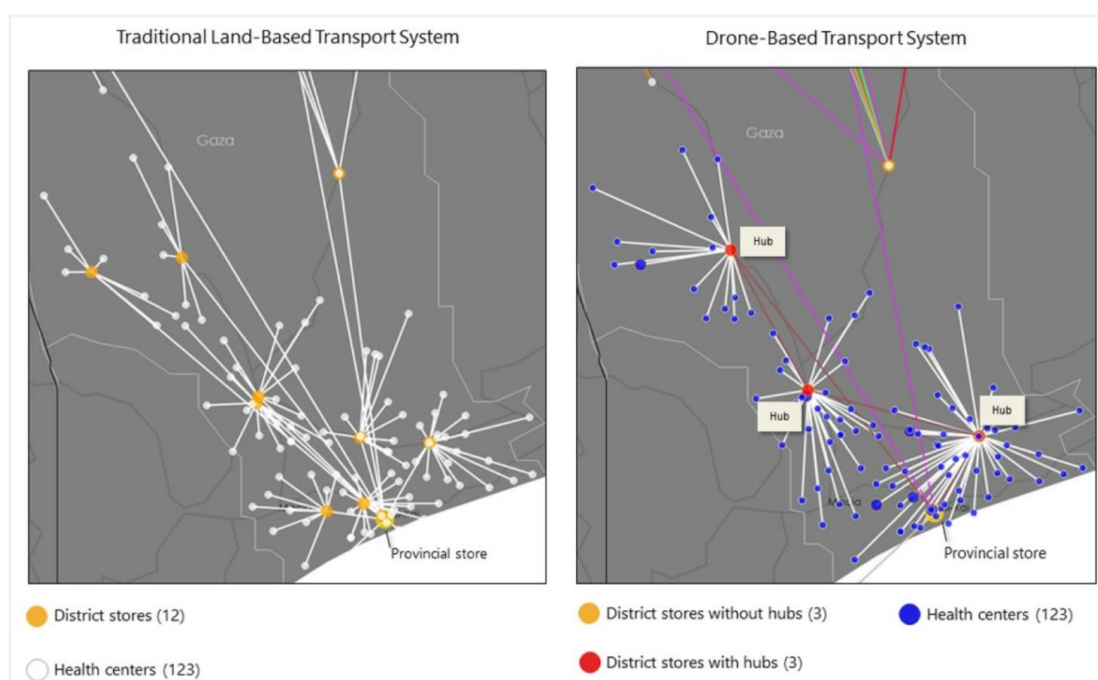 Traditional Land-Based Transport System
Drone-Based Transport System
Gaza
Gaza
Hub
Hub
Hub
Provincial store
Provincial store
District stores (12)
Health centers (123)
District stores without hubs (3)
Health centers (123)
District stores with hubs (3)